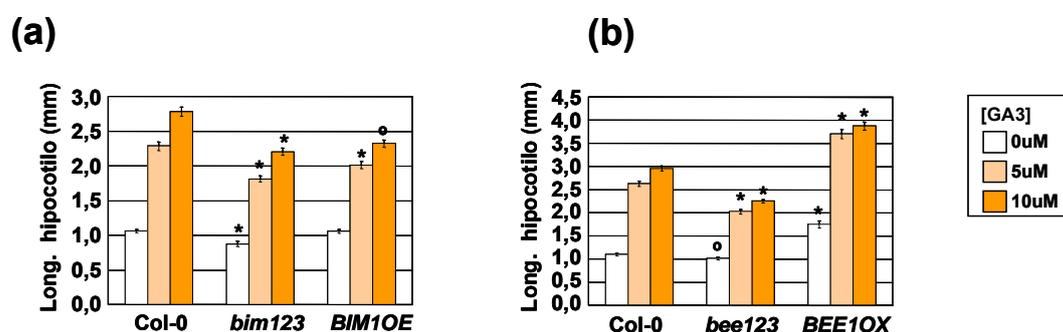 (a)
Long. hipocotilo (mm)
3,0
2,5
2,0
1,5
1,0
0,5
0,0
*
*
*
*
o
Col-0
bim123
BIM1OE
(b)
Long. hipocotilo (mm)
4,5
4,0
3,5
3,0
2,5
2,0
1,5
1,0
0,5
0,0
o
*
*
*
*
*
Col-0
bee123
BEE1OX
[GA3]
0uM
5uM
10uM